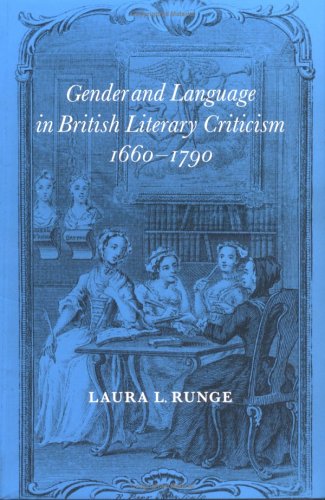 Gender and Language
in British Literary Criticism
1660–1790
LAURA L. RUNGE